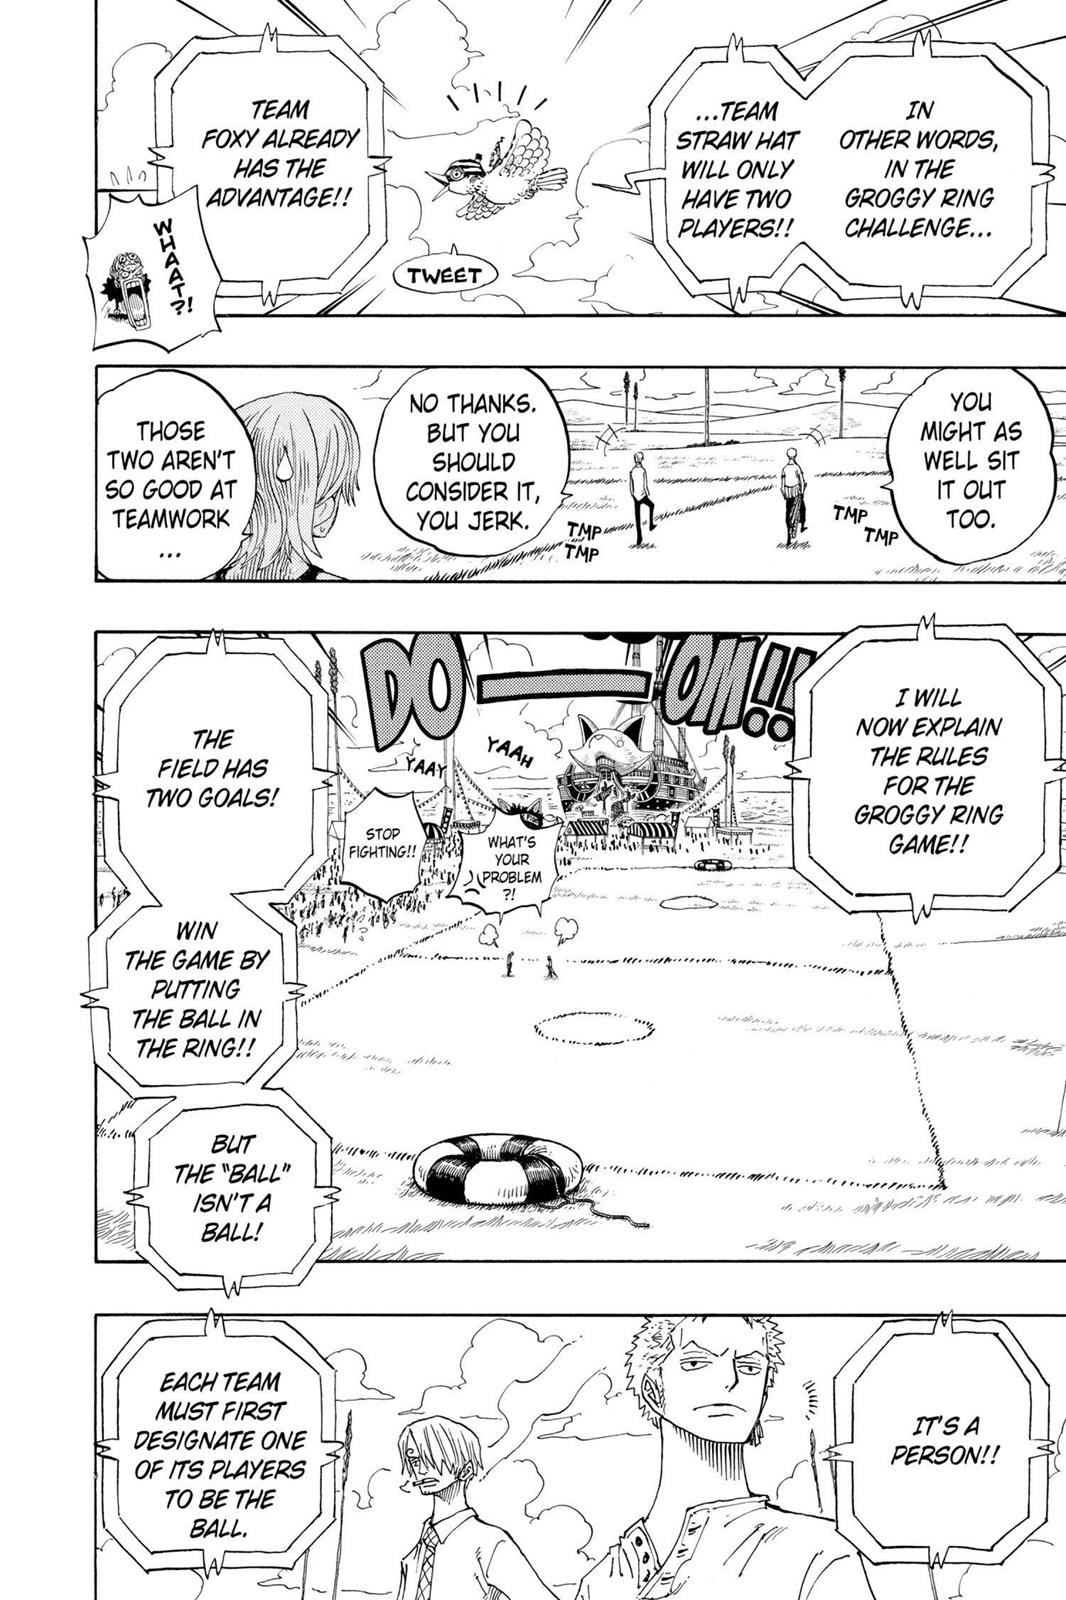 IN
OTHER WORDS,
IN THE
GROGGY RING
CHALLENGE...
...TEAM
STRAW HAT
WILL ONLY
HAVE TWO
PLAYERS!!
TWEET
TEAM
FOXY ALREADY
HAS THE
ADVANTAGE!!
WHAAT?!
YOU
MIGHT AS
WELL SIT
IT OUT
TOO.
TMP
TMP
NO THANKS.
BUT YOU
SHOULD
CONSIDER IT,
YOU JERK.
TMP
TMP
THOSE
TWO AREN'T
SO GOOD AT
TEAMWORK
...
DO—OM!!
I WILL
NOW EXPLAIN
THE RULES
FOR THE
GROGGY RING
GAME!!
YAAH
YAAY
WHAT'S
YOUR
PROBLEM
?!
STOP
FIGHTING!!
THE
FIELD HAS
TWO GOALS!
WIN
THE GAME BY
PUTTING
THE BALL IN
THE RING!!
BUT
THE "BALL"
ISN'T A
BALL!
IT'S A
PERSON!!
EACH TEAM
MUST FIRST
DESIGNATE ONE
OF ITS PLAYERS
TO BE THE
BALL.